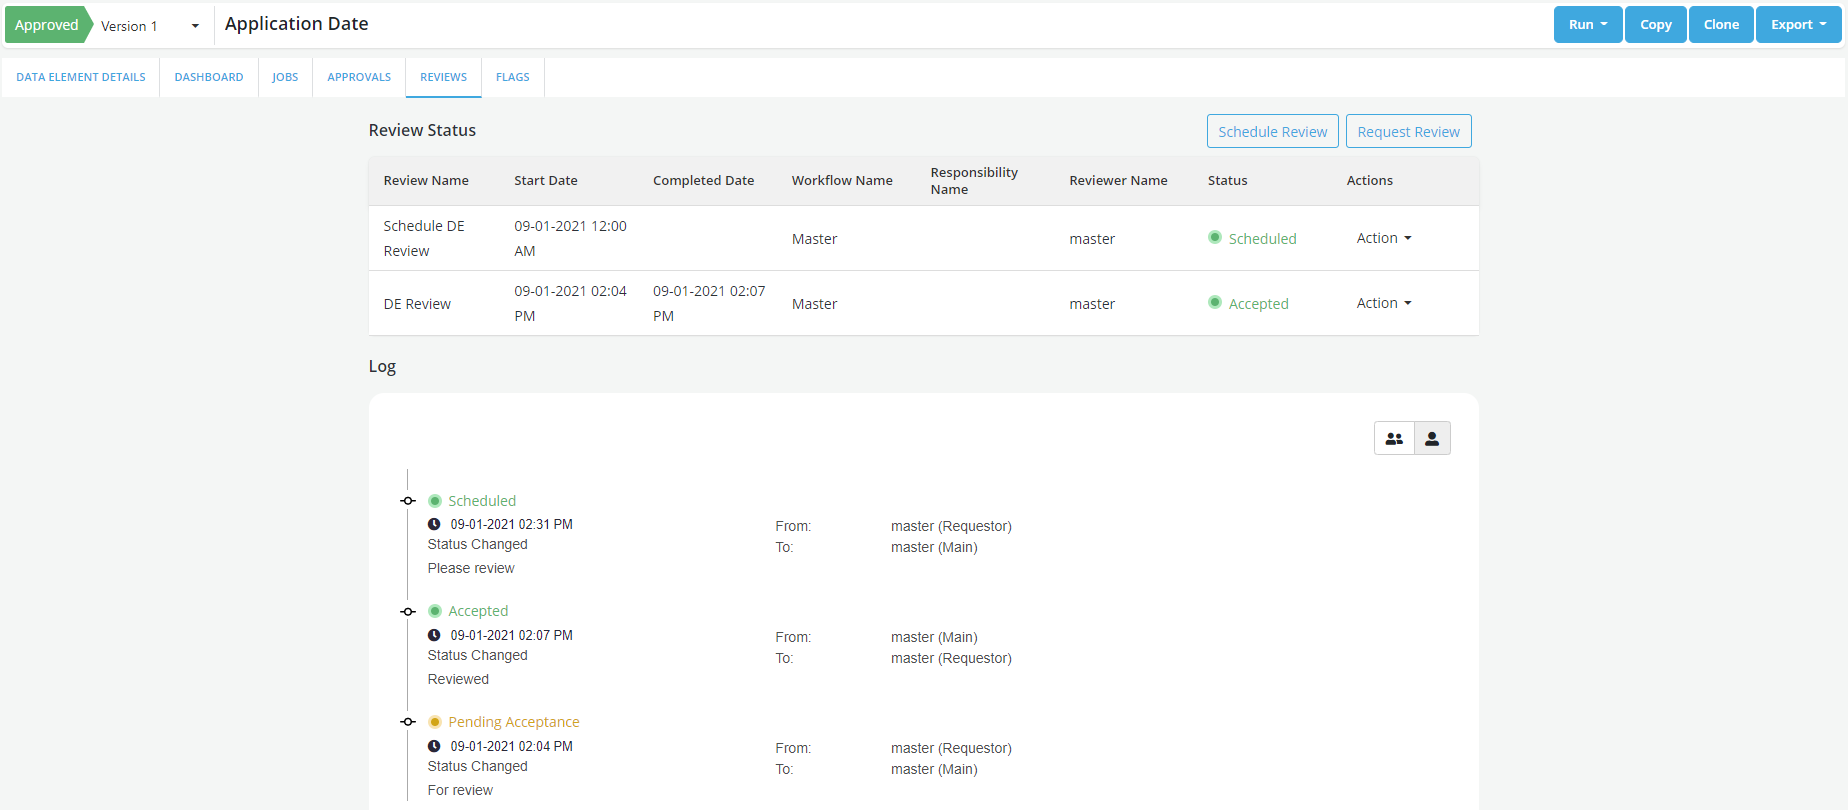 Approved
Version 1
Application Date
Run
Copy
Clone
Export
DATA ELEMENT DETAILS
DASHBOARD
JOBS
APPROVALS
REVIEWS
FLAGS
Review Status
Schedule Review
Request Review
Review Name
Start Date
Completed Date
Workflow Name
Responsibility
Name
Reviewer Name
Status
Actions
Schedule DE
Review
09-01-2021 12:00
AM
Master
master
Scheduled
Action
DE Review
09-01-2021 02:04
PM
09-01-2021 02:07
PM
Master
master
Accepted
Action
Log
Scheduled
09-01-2021 02:31 PM
Status Changed
Please review
From: master (Requestor)
To: master (Main)
Accepted
09-01-2021 02:07 PM
Status Changed
Reviewed
From: master (Main)
To: master (Requestor)
Pending Acceptance
09-01-2021 02:04 PM
Status Changed
For review
From: master (Requestor)
To: master (Main)